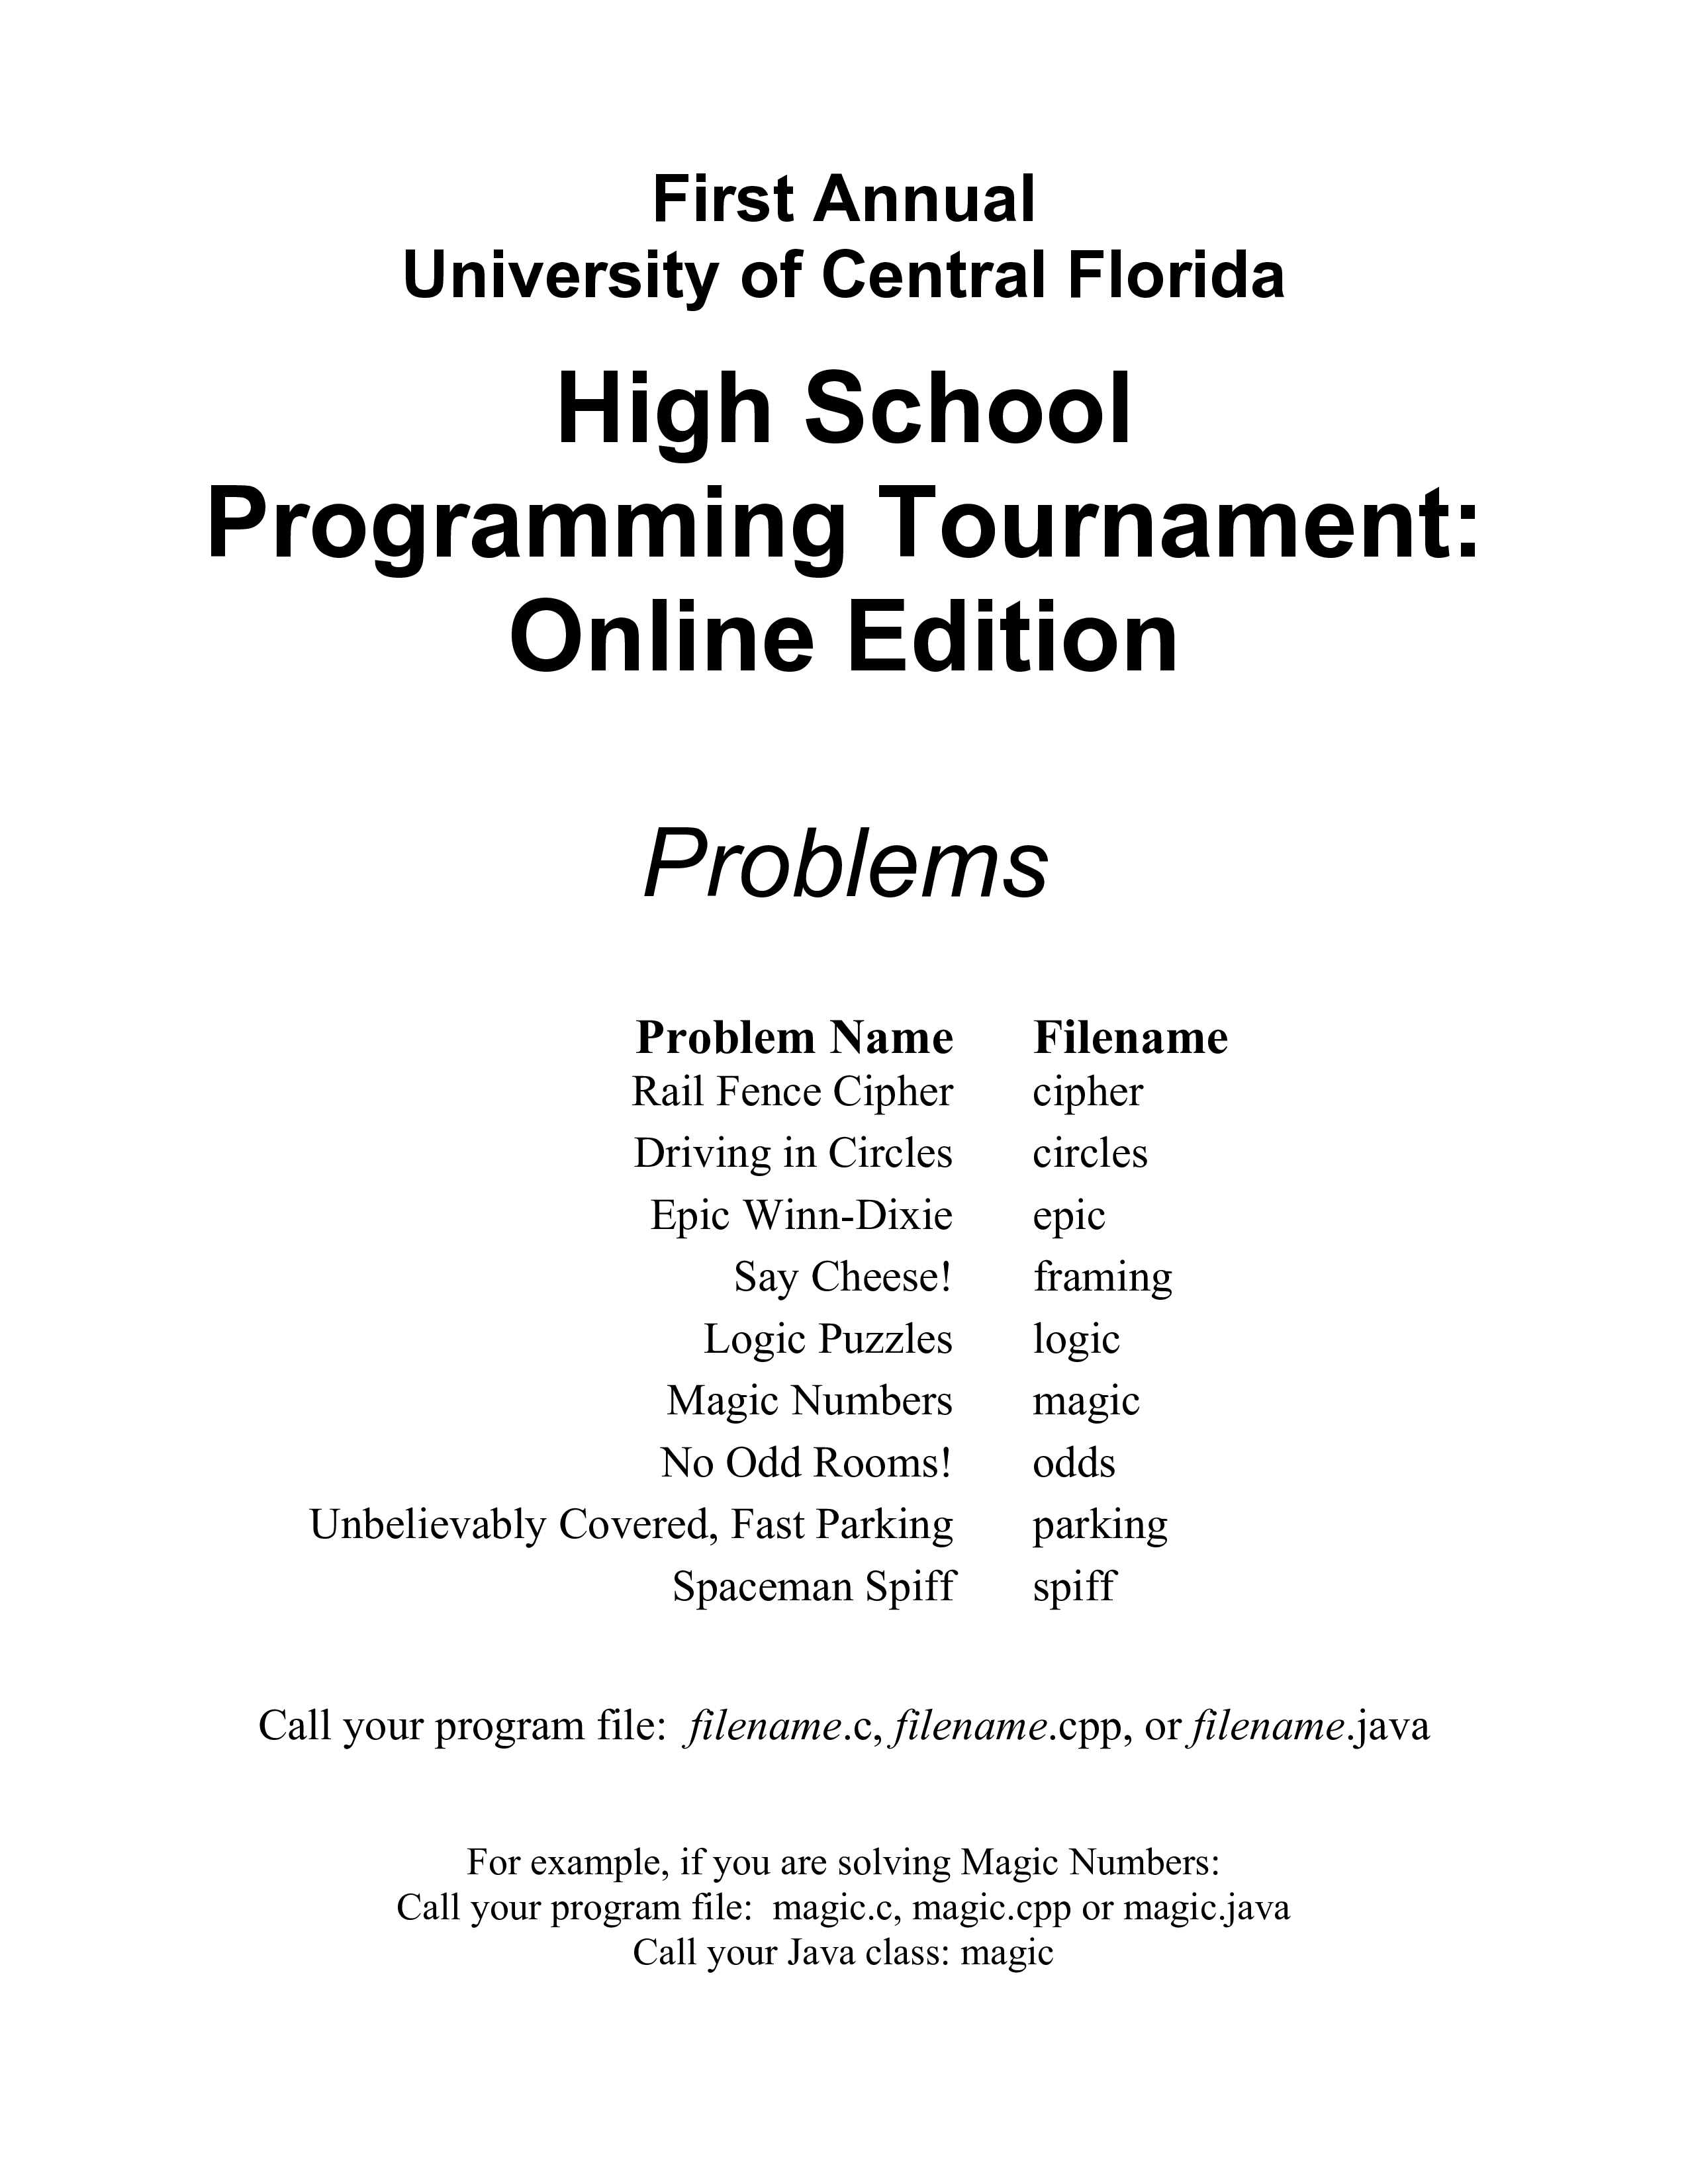 First Annual
University of Central Florida
High School
Programming Tournament:
Online Edition
Problems
Problem Name Filename
Rail Fence Cipher cipher
Driving in Circles circles
Epic Winn-Dixie epic
Say Cheese! framing
Logic Puzzles logic
Magic Numbers magic
No Odd Rooms! odds
Unbelievably Covered, Fast Parking parking
Spaceman Spiff spiff
Call your program file: filename.c, filename.cpp, or filename.java
For example, if you are solving Magic Numbers:
Call your program file: magic.c, magic.cpp or magic.java
Call your Java class: magic